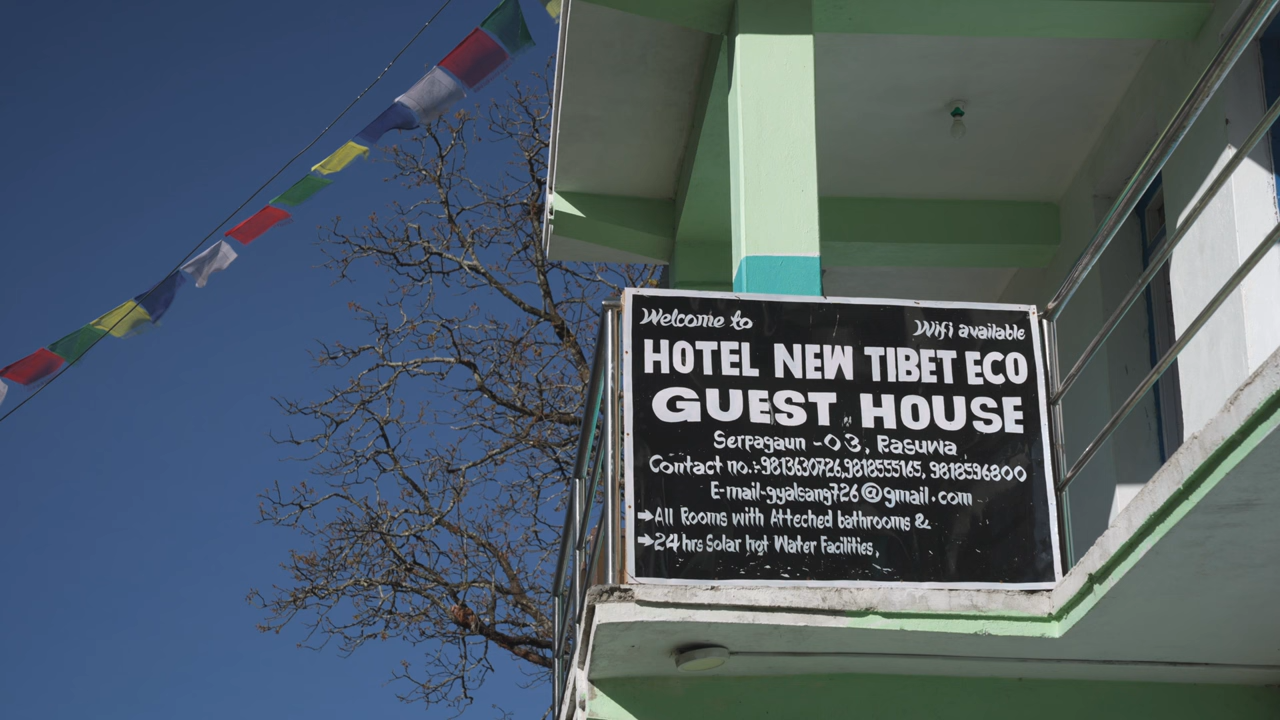 Welcome to
Wifi available
HOTEL NEW TIBET ECO
GUEST HOUSE
Serpagaun -03, Rasuwa
Contact no.:-9813630726,9818555165, 9818596800
E-mail-gyalsang726@gmail.com
➔All Rooms with Atteched bathrooms &
➔24 hrs Solar hot Water Facilities.